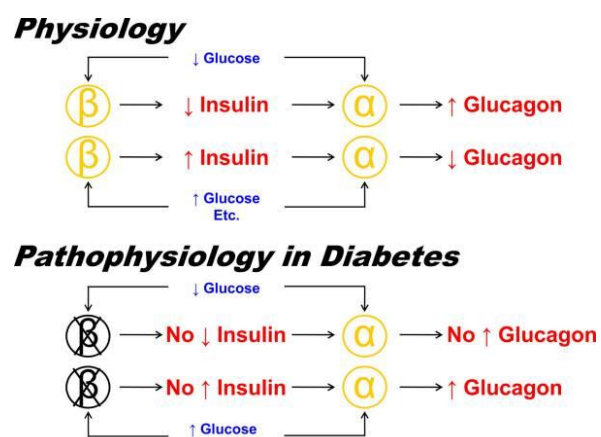 Physiology
↓ Glucose
β → ↓ Insulin → α → ↑ Glucagon
β → ↑ Insulin → α → ↓ Glucagon
↑ Glucose
Etc.
Pathophysiology in Diabetes
↓ Glucose
β → No ↓ Insulin → α → No ↑ Glucagon
β → No ↑ Insulin → α → ↑ Glucagon
↑ Glucose